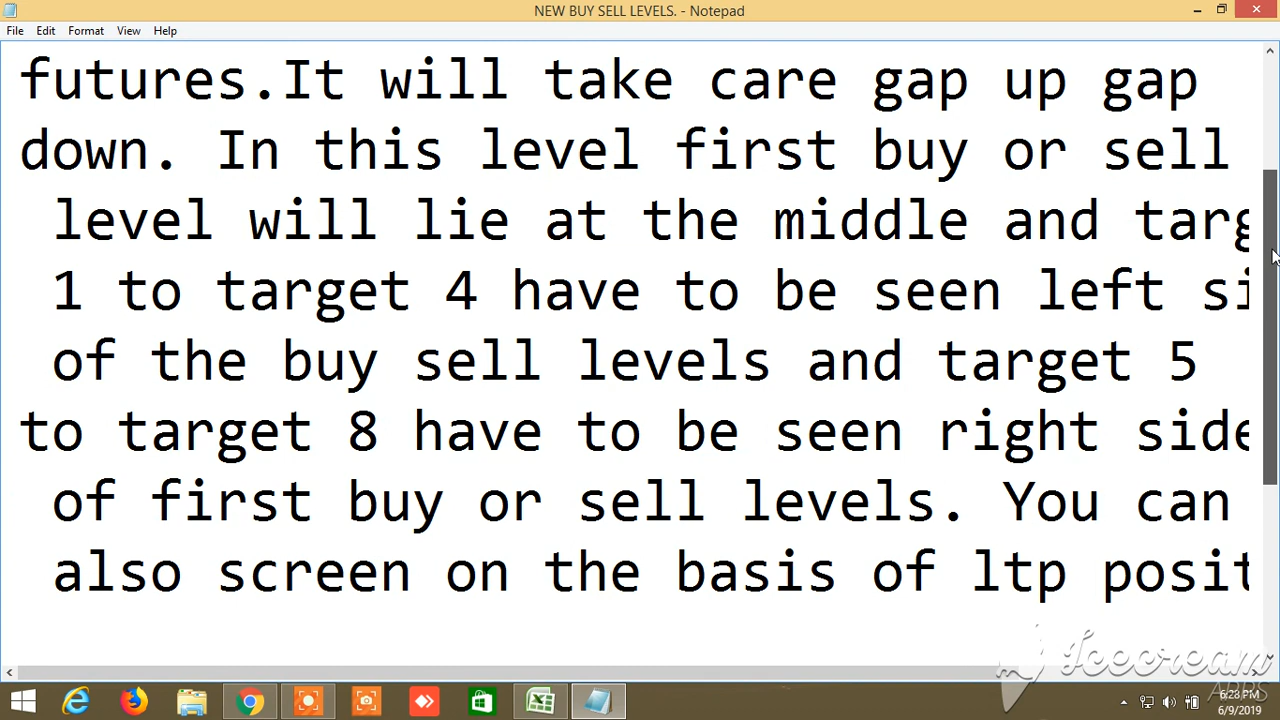 NEW BUY SELL LEVELS. - Notepad
File Edit Format View Help
futures.It will take care gap up gap
down. In this level first buy or sell
level will lie at the middle and targ
1 to target 4 have to be seen left si
of the buy sell levels and target 5
to target 8 have to be seen right side
of first buy or sell levels. You can
also screen on the basis of ltp posit
Icecream
APPS
6:23 PM
6/9/2019